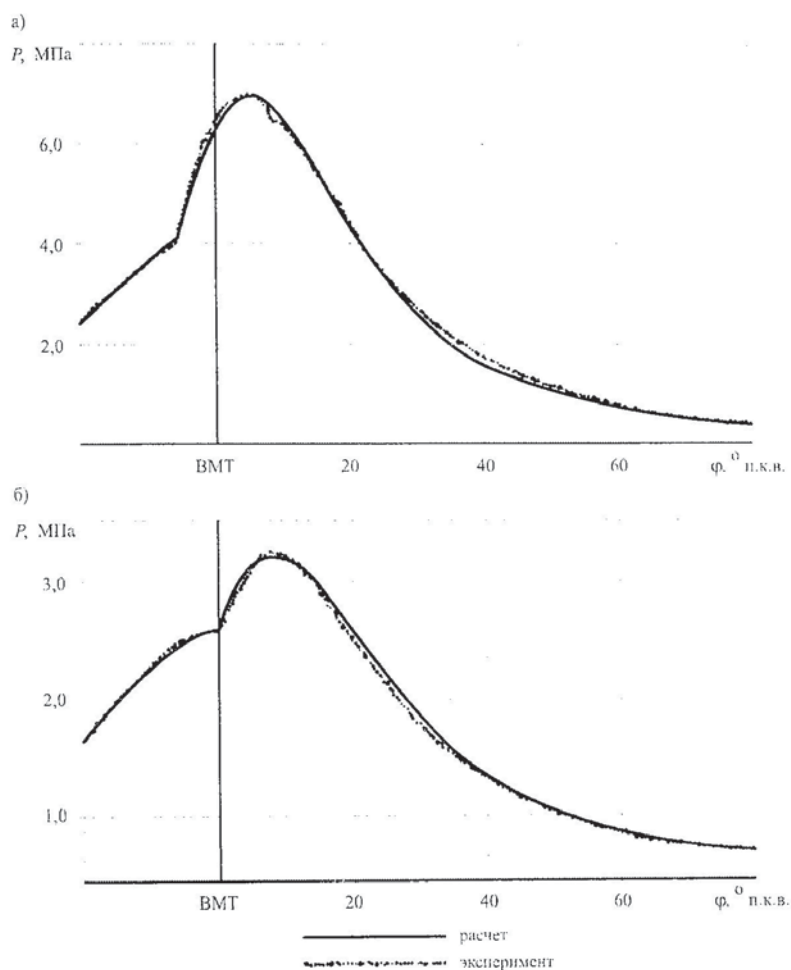 а)
P, МПа
6,0
4,0
2,0
ВМТ 20 40 60 φ, ° п.к.в.
б)
P, МПа
3,0
2,0
1,0
ВМТ 20 40 60 φ, ° п.к.в.
расчет
эксперимент